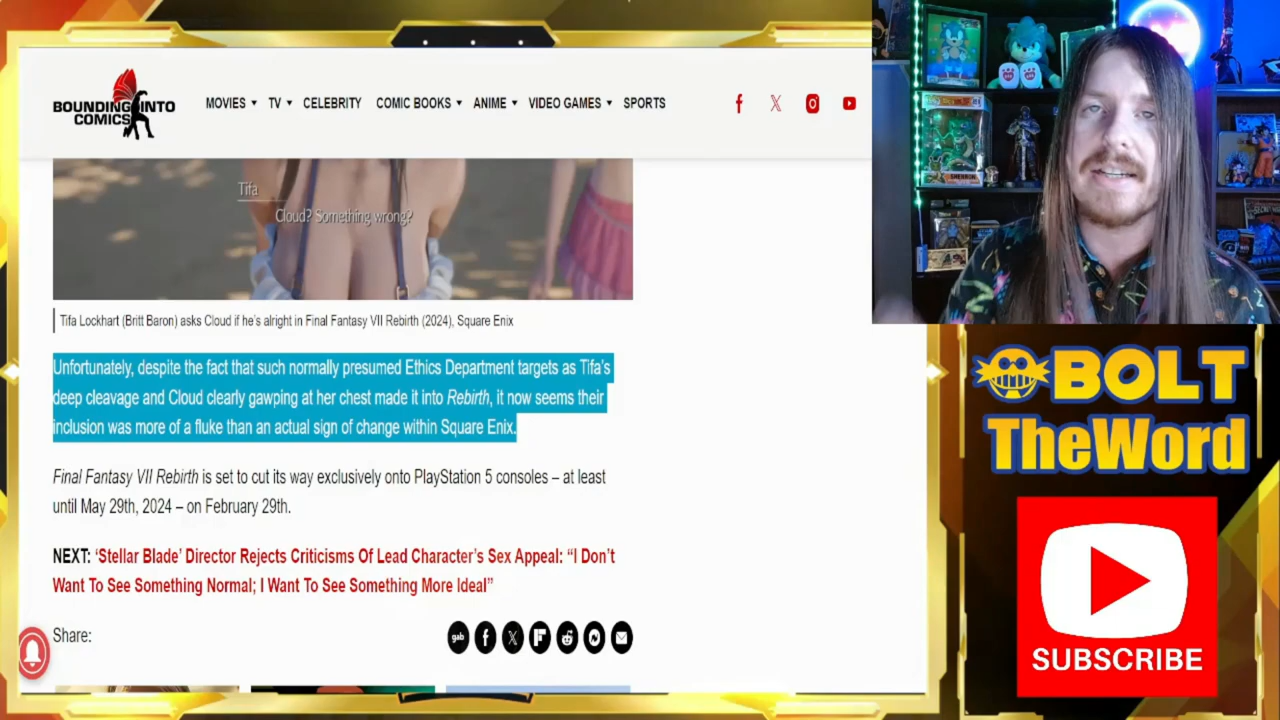 BOUNDING INTO
COMICS
MOVIES TV CELEBRITY COMIC BOOKS ANIME VIDEO GAMES SPORTS
Tifa
Cloud? Something wrong?
Tifa Lockhart (Britt Baron) asks Cloud if he's alright in Final Fantasy VII Rebirth (2024), Square Enix
Unfortunately, despite the fact that such normally presumed Ethics Department targets as Tifa's
deep cleavage and Cloud clearly gawping at her chest made it into Rebirth, it now seems their
inclusion was more of a fluke than an actual sign of change within Square Enix.
Final Fantasy VII Rebirth is set to cut its way exclusively onto PlayStation 5 consoles – at least
until May 29th, 2024 – on February 29th.
NEXT: 'Stellar Blade' Director Rejects Criticisms Of Lead Character's Sex Appeal: “I Don't
Want To See Something Normal; I Want To See Something More Ideal”
Share:
gab
BOLT
TheWord
SUBSCRIBE